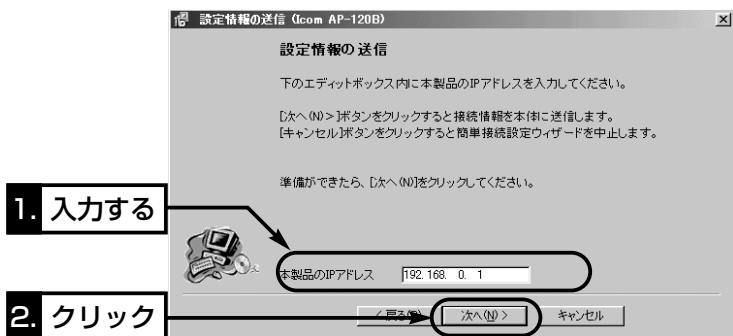 設定情報の送信 (Icom AP-120B)
設定情報の送信
下のエディットボックス内に本製品のIPアドレスを入力してください。
[次へ(N)>]ボタンをクリックすると接続情報を本体に送信します。
[キャンセル]ボタンをクリックすると簡単接続設定ウィザードを中止します。
準備ができたら、[次へ(N)]をクリックしてください。
1. 入力する
本製品のIPアドレス 192.168. 0. 1
2. クリック
次へ(N) > キャンセル